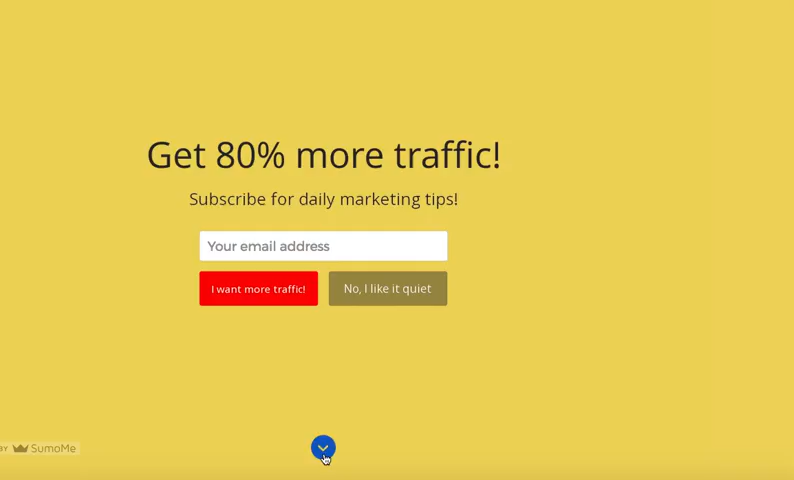 Get 80% more traffic!
Subscribe for daily marketing tips!
Your email address
I want more traffic! No, I like it quiet
BY SumoMe